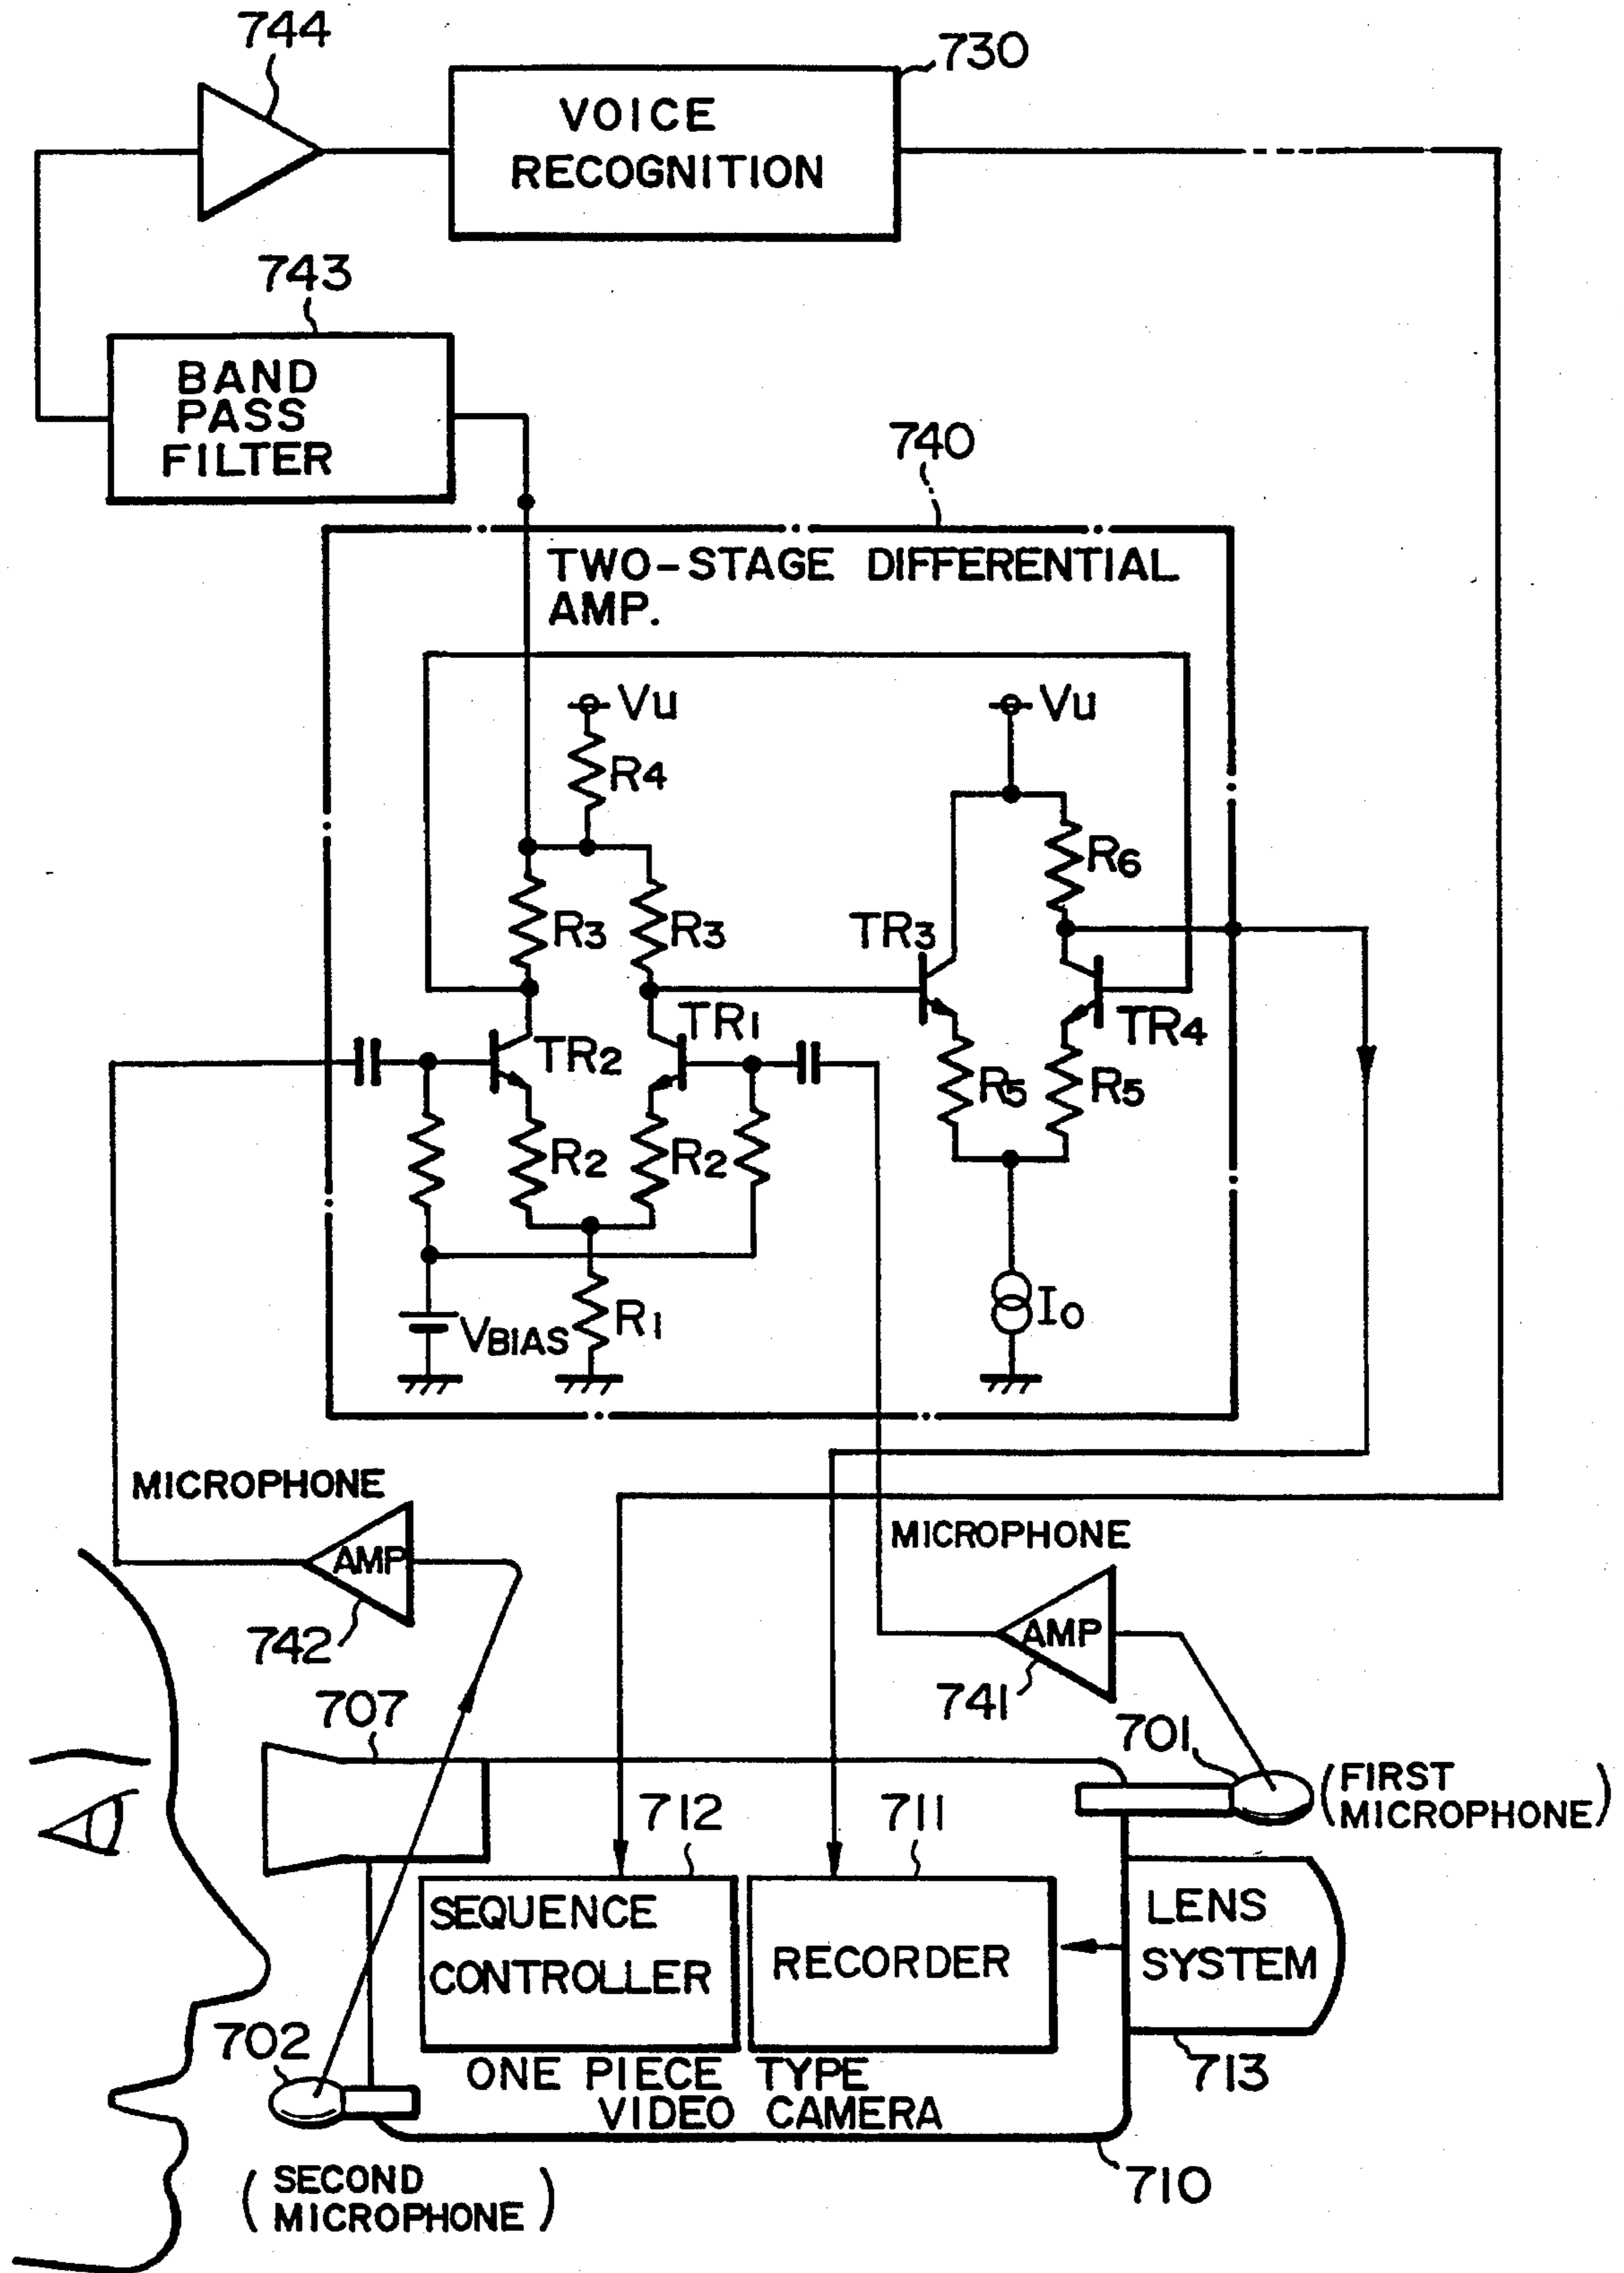 744
730
VOICE
RECOGNITION
743
BAND
PASS
FILTER
740
TWO-STAGE DIFFERENTIAL
AMP.
Vu
Vu
R4
R6
R3
R3
TR3
TR1
TR2
TR4
R5
R5
R2
R2
VBIAS
R1
I0
MICROPHONE
MICROPHONE
AMP
742
AMP
741
707
701
(FIRST
MICROPHONE)
712
711
SEQUENCE
CONTROLLER
RECORDER
LENS
SYSTEM
702
713
ONE PIECE TYPE
VIDEO CAMERA
710
(SECOND
MICROPHONE)